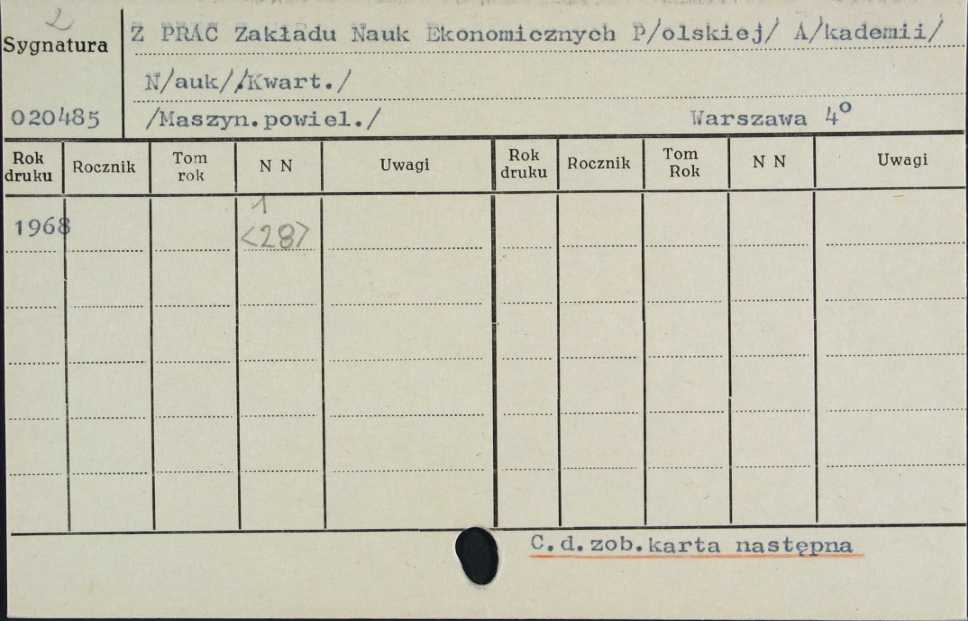 2
Sygnatura
Z PRAC Zakładu Nauk Ekonomicznych P/olskiej/ A/kademii/
N/auk/./Kwart./
020485 /Maszyn.powiel./ Warszawa 4º
Rok druku Rocznik Tom rok N N Uwagi Rok druku Rocznik Tom Rok N N Uwagi
1
1968 <28>
C.d.zob.karta następna